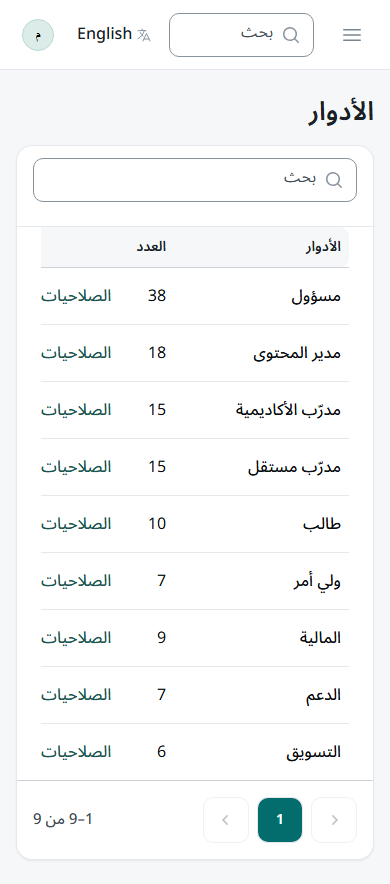 بحث English م
الأدوار
بحث
الأدوار العدد
مسؤول 38 الصلاحيات
مدير المحتوى 18 الصلاحيات
مدرّب الأكاديمية 15 الصلاحيات
مدرّب مستقل 15 الصلاحيات
طالب 10 الصلاحيات
ولي أمر 7 الصلاحيات
المالية 9 الصلاحيات
الدعم 7 الصلاحيات
التسويق 6 الصلاحيات
1 1–9 من 9